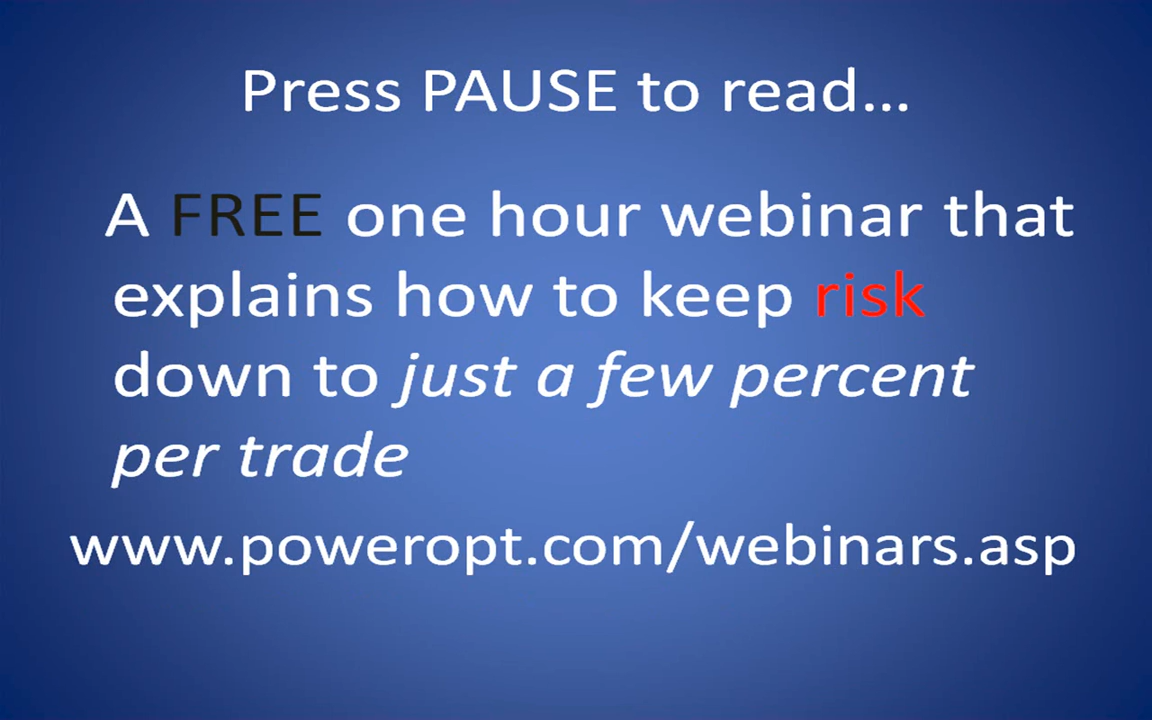 Press PAUSE to read...
A FREE one hour webinar that
explains how to keep risk
down to just a few percent
per trade
www.poweropt.com/webinars.asp